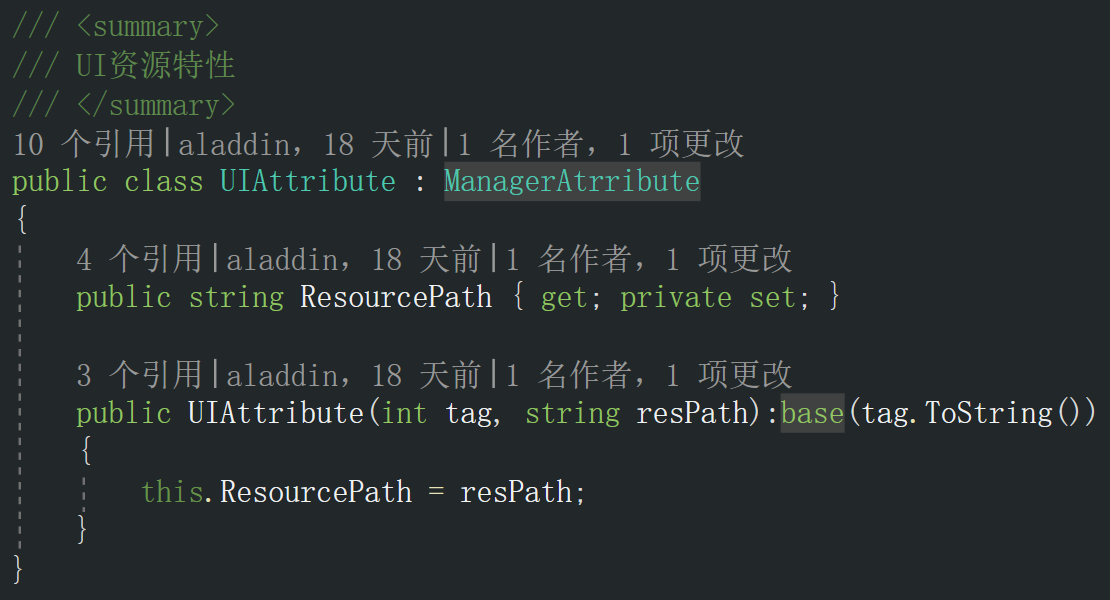 /// <summary>
/// UI资源特性
/// </summary>
10 个引用|aladdin，18 天前|1 名作者，1 项更改
public class UIAttribute : ManagerAtrribute
{
4 个引用|aladdin，18 天前|1 名作者，1 项更改
public string ResourcePath { get; private set; }
3 个引用|aladdin，18 天前|1 名作者，1 项更改
public UIAttribute(int tag, string resPath):base(tag.ToString())
{
this.ResourcePath = resPath;
}
}